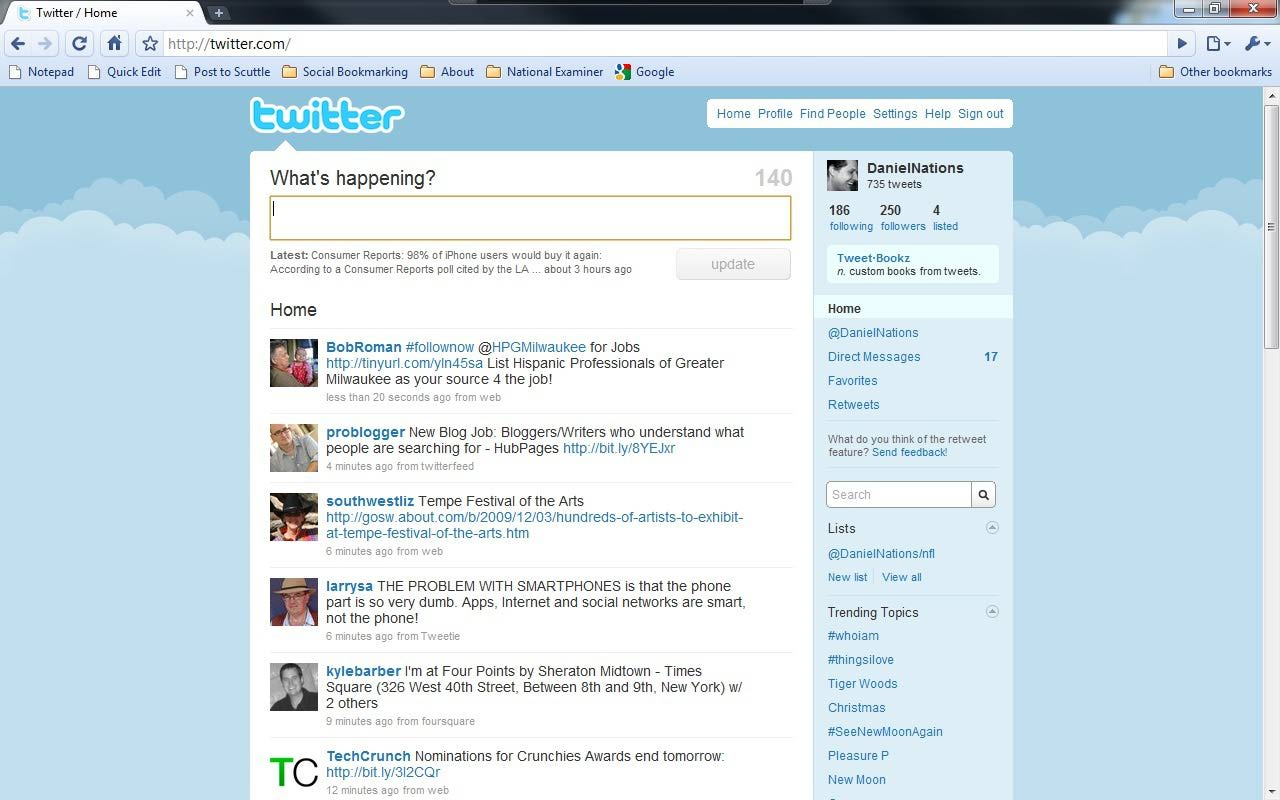 Twitter / Home
http://twitter.com/
Notepad Quick Edit Post to Scuttle Social Bookmarking About National Examiner Google Other bookmarks
twitter
Home Profile Find People Settings Help Sign out
What's happening? 140
Latest: Consumer Reports: 98% of iPhone users would buy it again:
According to a Consumer Reports poll cited by the LA ... about 3 hours ago
update
Home
BobRoman #follownow @HPGMilwaukee for Jobs
http://tinyurl.com/yln45sa List Hispanic Professionals of Greater
Milwaukee as your source 4 the job!
less than 20 seconds ago from web
problogger New Blog Job: Bloggers/Writers who understand what
people are searching for - HubPages http://bit.ly/8YEJxr
4 minutes ago from twitterfeed
southwestliz Tempe Festival of the Arts
http://gosw.about.com/b/2009/12/03/hundreds-of-artists-to-exhibit-
at-tempe-festival-of-the-arts.htm
6 minutes ago from web
larrysa THE PROBLEM WITH SMARTPHONES is that the phone
part is so very dumb. Apps, Internet and social networks are smart,
not the phone!
6 minutes ago from Tweetie
kylebarber I'm at Four Points by Sheraton Midtown - Times
Square (326 West 40th Street, Between 8th and 9th, New York) w/
2 others
9 minutes ago from foursquare
TC
TechCrunch Nominations for Crunchies Awards end tomorrow:
http://bit.ly/3l2CQr
12 minutes ago from web
DanielNations
735 tweets
186 250 4
following followers listed
Tweet·Bookz
n. custom books from tweets.
Home
@DanielNations
Direct Messages 17
Favorites
Retweets
What do you think of the retweet
feature? Send feedback!
Search
Lists
@DanielNations/nfl
New list View all
Trending Topics
#whoiam
#thingsilove
Tiger Woods
Christmas
#SeeNewMoonAgain
Pleasure P
New Moon